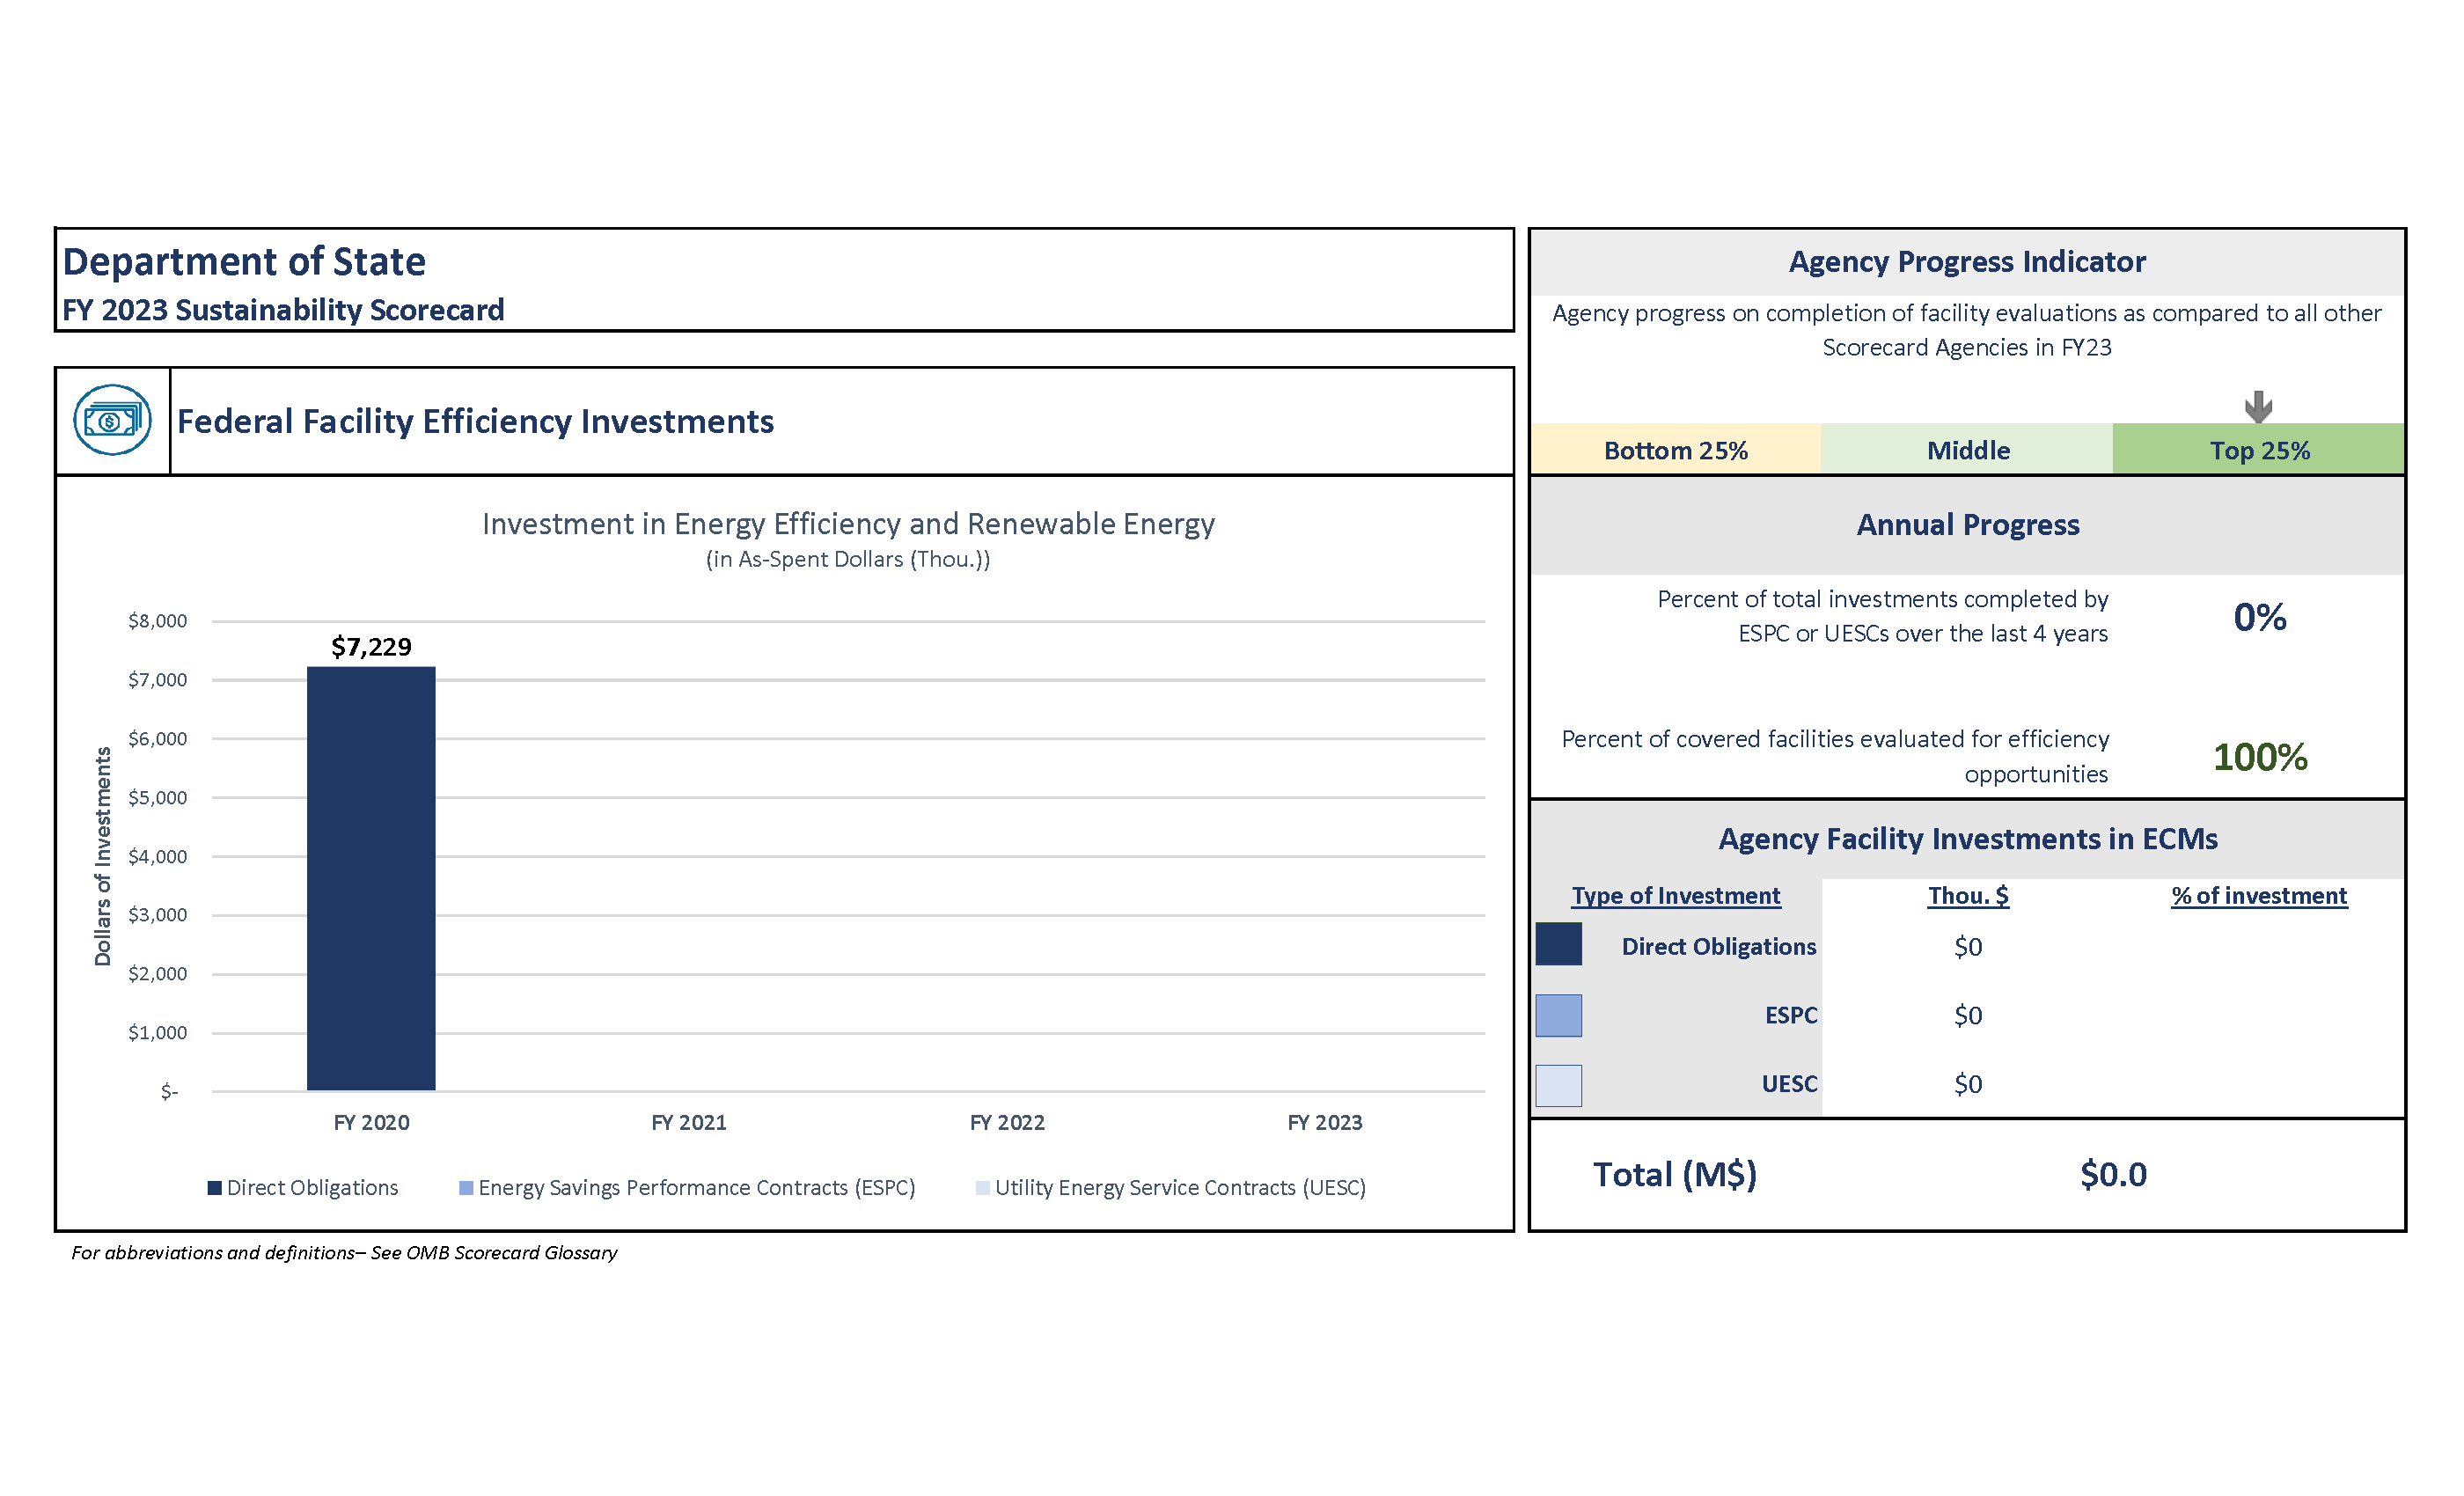 Department of State
FY 2023 Sustainability Scorecard
Federal Facility Efficiency Investments
Investment in Energy Efficiency and Renewable Energy
(in As-Spent Dollars (Thou.))
Dollars of Investments
$8,000
$7,000
$6,000
$5,000
$4,000
$3,000
$2,000
$1,000
$-
$7,229
FY 2020 FY 2021 FY 2022 FY 2023
Direct Obligations Energy Savings Performance Contracts (ESPC) Utility Energy Service Contracts (UESC)
For abbreviations and definitions– See OMB Scorecard Glossary
Agency Progress Indicator
Agency progress on completion of facility evaluations as compared to all other
Scorecard Agencies in FY23
Bottom 25% Middle Top 25%
Annual Progress
Percent of total investments completed by
ESPC or UESCs over the last 4 years
0%
Percent of covered facilities evaluated for efficiency
opportunities
100%
Agency Facility Investments in ECMs
Type of Investment Thou. $ % of investment
Direct Obligations $0
ESPC $0
UESC $0
Total (M$) $0.0